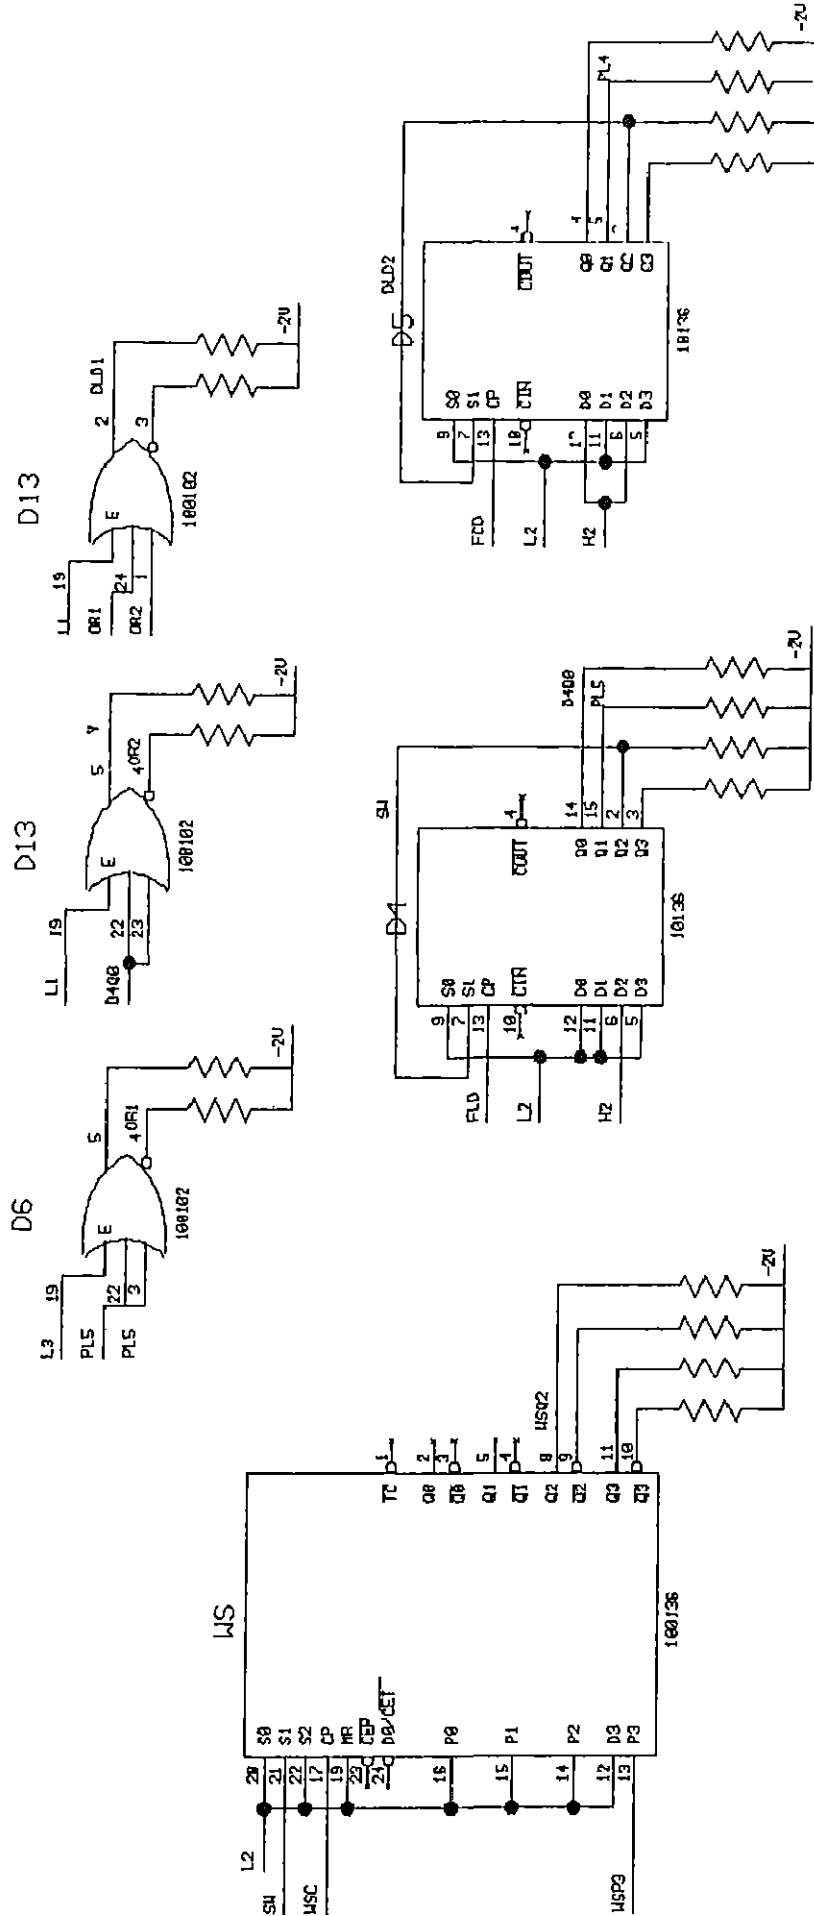 D6
L3
19
PL5
22
PL5
3
E
5
4
OR1
100102
-2V
D13
L1
19
D4Q0
22
23
E
5
Y
4
OR2
100102
-2V
D13
L1
19
OR1
24
OR2
1
E
2
DLD1
3
100102
-2V
WS
L2
20 S0
SW
21 S1
22 S2
WSC
17 CP
19 MR
23 CEP
24 D0/CET
16 P0
15 P1
14 P2
12 D3
WSP3
13 P3
TC 1
Q0 2
Q0 3
Q1 5
Q1 4
Q2 8
WSQ2
Q2 9
Q3 11
Q3 10
100136
-2V
D4
SW
9 S0
7 S1
FLD
13 CP
10 CIN
L2
12 D0
11 D1
H2
6 D2
5 D3
COUT 4
Q0 14
D4Q0
Q1 15
PL5
Q2 2
Q3 3
10136
-2V
D5
DLD2
9 S0
7 S1
FCD
13 CP
10 CIN
L2
12 D0
11 D1
H2
6 D2
5 D3
COUT
Q0
Q1
PL4
Q2
Q3
10136
-2V